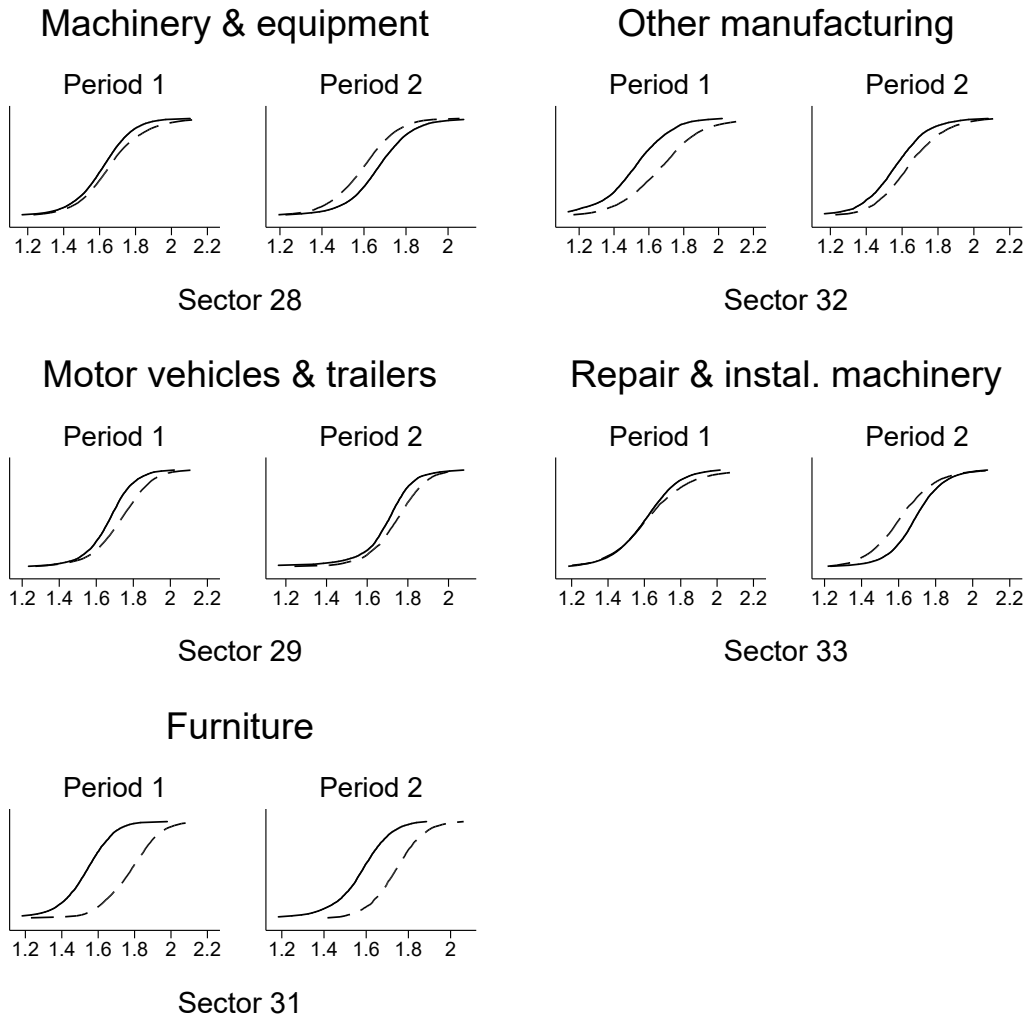 Machinery & equipment
Period 1
Period 2
1.2 1.4 1.6 1.8 2 2.2
1.2 1.4 1.6 1.8 2
Sector 28
Other manufacturing
Period 1
Period 2
1.2 1.4 1.6 1.8 2 2.2
1.2 1.4 1.6 1.8 2 2.2
Sector 32
Motor vehicles & trailers
Period 1
Period 2
1.2 1.4 1.6 1.8 2 2.2
1.2 1.4 1.6 1.8 2
Sector 29
Repair & instal. machinery
Period 1
Period 2
1.2 1.4 1.6 1.8 2 2.2
1.2 1.4 1.6 1.8 2 2.2
Sector 33
Furniture
Period 1
Period 2
1.2 1.4 1.6 1.8 2 2.2
1.2 1.4 1.6 1.8 2
Sector 31